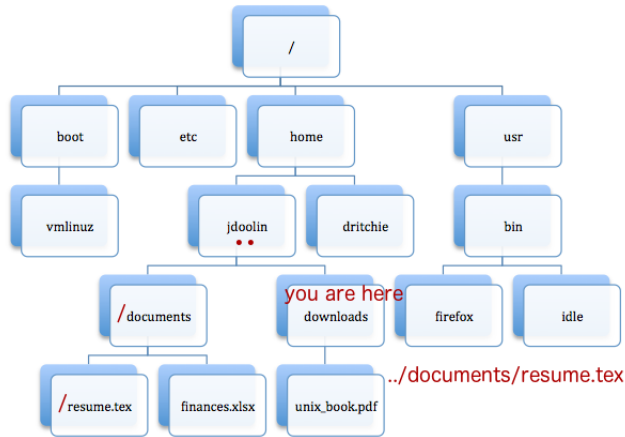 /
boot
etc
home
usr
vmlinuz
jdoolin
dritchie
bin
..
you are here
/documents
downloads
firefox
idle
../documents/resume.tex
/resume.tex
finances.xlsx
unix_book.pdf